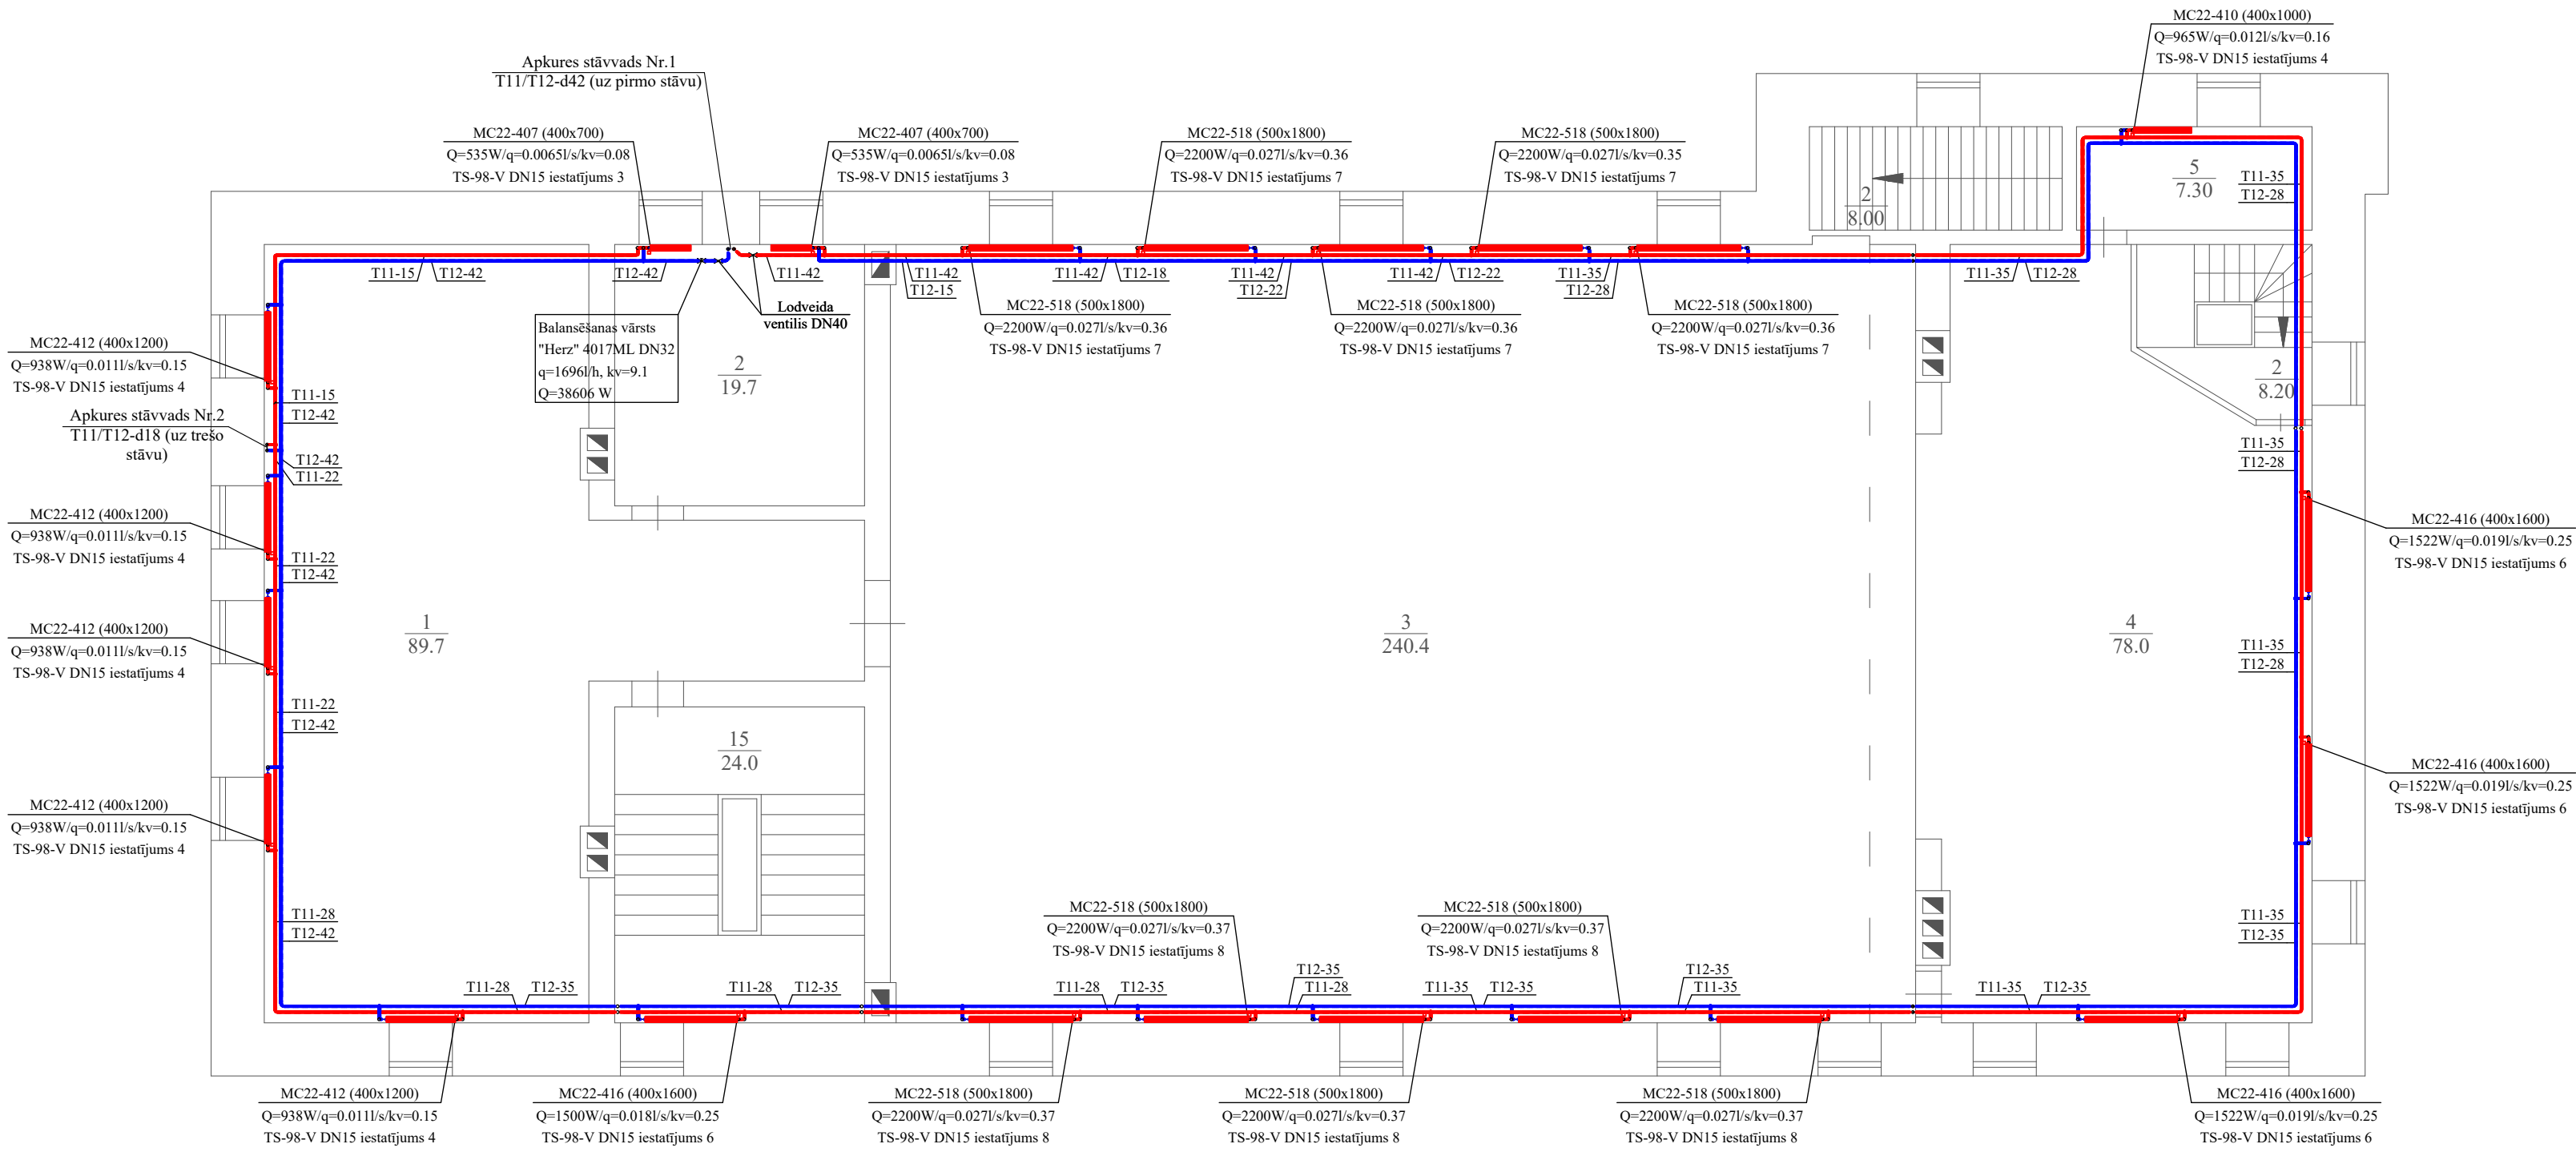 MC22-410 (400x1000)
Q=965W/q=0.012l/s/kv=0.16
TS-98-V DN15 iestatījums 4
Apkures stāvvads Nr.1
T11/T12-d42 (uz pirmo stāvu)
MC22-407 (400x700)
Q=535W/q=0.0065l/s/kv=0.08
TS-98-V DN15 iestatījums 3
MC22-407 (400x700)
Q=535W/q=0.0065l/s/kv=0.08
TS-98-V DN15 iestatījums 3
MC22-518 (500x1800)
Q=2200W/q=0.027l/s/kv=0.36
TS-98-V DN15 iestatījums 7
MC22-518 (500x1800)
Q=2200W/q=0.027l/s/kv=0.35
TS-98-V DN15 iestatījums 7
2
8.00
5
7.30
T11-35
T12-28
T11-15
T12-42
T12-42
T11-42
T11-42
T12-15
T11-42
T12-18
T11-42
T12-22
T11-42
T12-22
T11-35
T12-28
T11-35
T12-28
Lodveida
ventilis DN40
Balansēšanas vārsts
"Herz" 4017ML DN32
q=1696l/h, kv=9.1
Q=38606 W
MC22-518 (500x1800)
Q=2200W/q=0.027l/s/kv=0.36
TS-98-V DN15 iestatījums 7
MC22-518 (500x1800)
Q=2200W/q=0.027l/s/kv=0.36
TS-98-V DN15 iestatījums 7
MC22-518 (500x1800)
Q=2200W/q=0.027l/s/kv=0.36
TS-98-V DN15 iestatījums 7
MC22-412 (400x1200)
Q=938W/q=0.011l/s/kv=0.15
TS-98-V DN15 iestatījums 4
2
19.7
2
8.20
T11-15
T12-42
Apkures stāvvads Nr.2
T11/T12-d18 (uz trešo
stāvu)
T12-42
T11-22
T11-35
T12-28
MC22-412 (400x1200)
Q=938W/q=0.011l/s/kv=0.15
TS-98-V DN15 iestatījums 4
T11-22
T12-42
MC22-416 (400x1600)
Q=1522W/q=0.019l/s/kv=0.25
TS-98-V DN15 iestatījums 6
MC22-412 (400x1200)
Q=938W/q=0.011l/s/kv=0.15
TS-98-V DN15 iestatījums 4
1
89.7
3
240.4
4
78.0
T11-35
T12-28
T11-22
T12-42
15
24.0
MC22-416 (400x1600)
Q=1522W/q=0.019l/s/kv=0.25
TS-98-V DN15 iestatījums 6
MC22-412 (400x1200)
Q=938W/q=0.011l/s/kv=0.15
TS-98-V DN15 iestatījums 4
T11-28
T12-42
MC22-518 (500x1800)
Q=2200W/q=0.027l/s/kv=0.37
TS-98-V DN15 iestatījums 8
MC22-518 (500x1800)
Q=2200W/q=0.027l/s/kv=0.37
TS-98-V DN15 iestatījums 8
T11-35
T12-35
T11-28
T12-35
T11-28
T12-35
T11-28
T12-35
T12-35
T11-28
T11-35
T12-35
T12-35
T11-35
T11-35
T12-35
MC22-412 (400x1200)
Q=938W/q=0.011l/s/kv=0.15
TS-98-V DN15 iestatījums 4
MC22-416 (400x1600)
Q=1500W/q=0.018l/s/kv=0.25
TS-98-V DN15 iestatījums 6
MC22-518 (500x1800)
Q=2200W/q=0.027l/s/kv=0.37
TS-98-V DN15 iestatījums 8
MC22-518 (500x1800)
Q=2200W/q=0.027l/s/kv=0.37
TS-98-V DN15 iestatījums 8
MC22-518 (500x1800)
Q=2200W/q=0.027l/s/kv=0.37
TS-98-V DN15 iestatījums 8
MC22-416 (400x1600)
Q=1522W/q=0.019l/s/kv=0.25
TS-98-V DN15 iestatījums 6